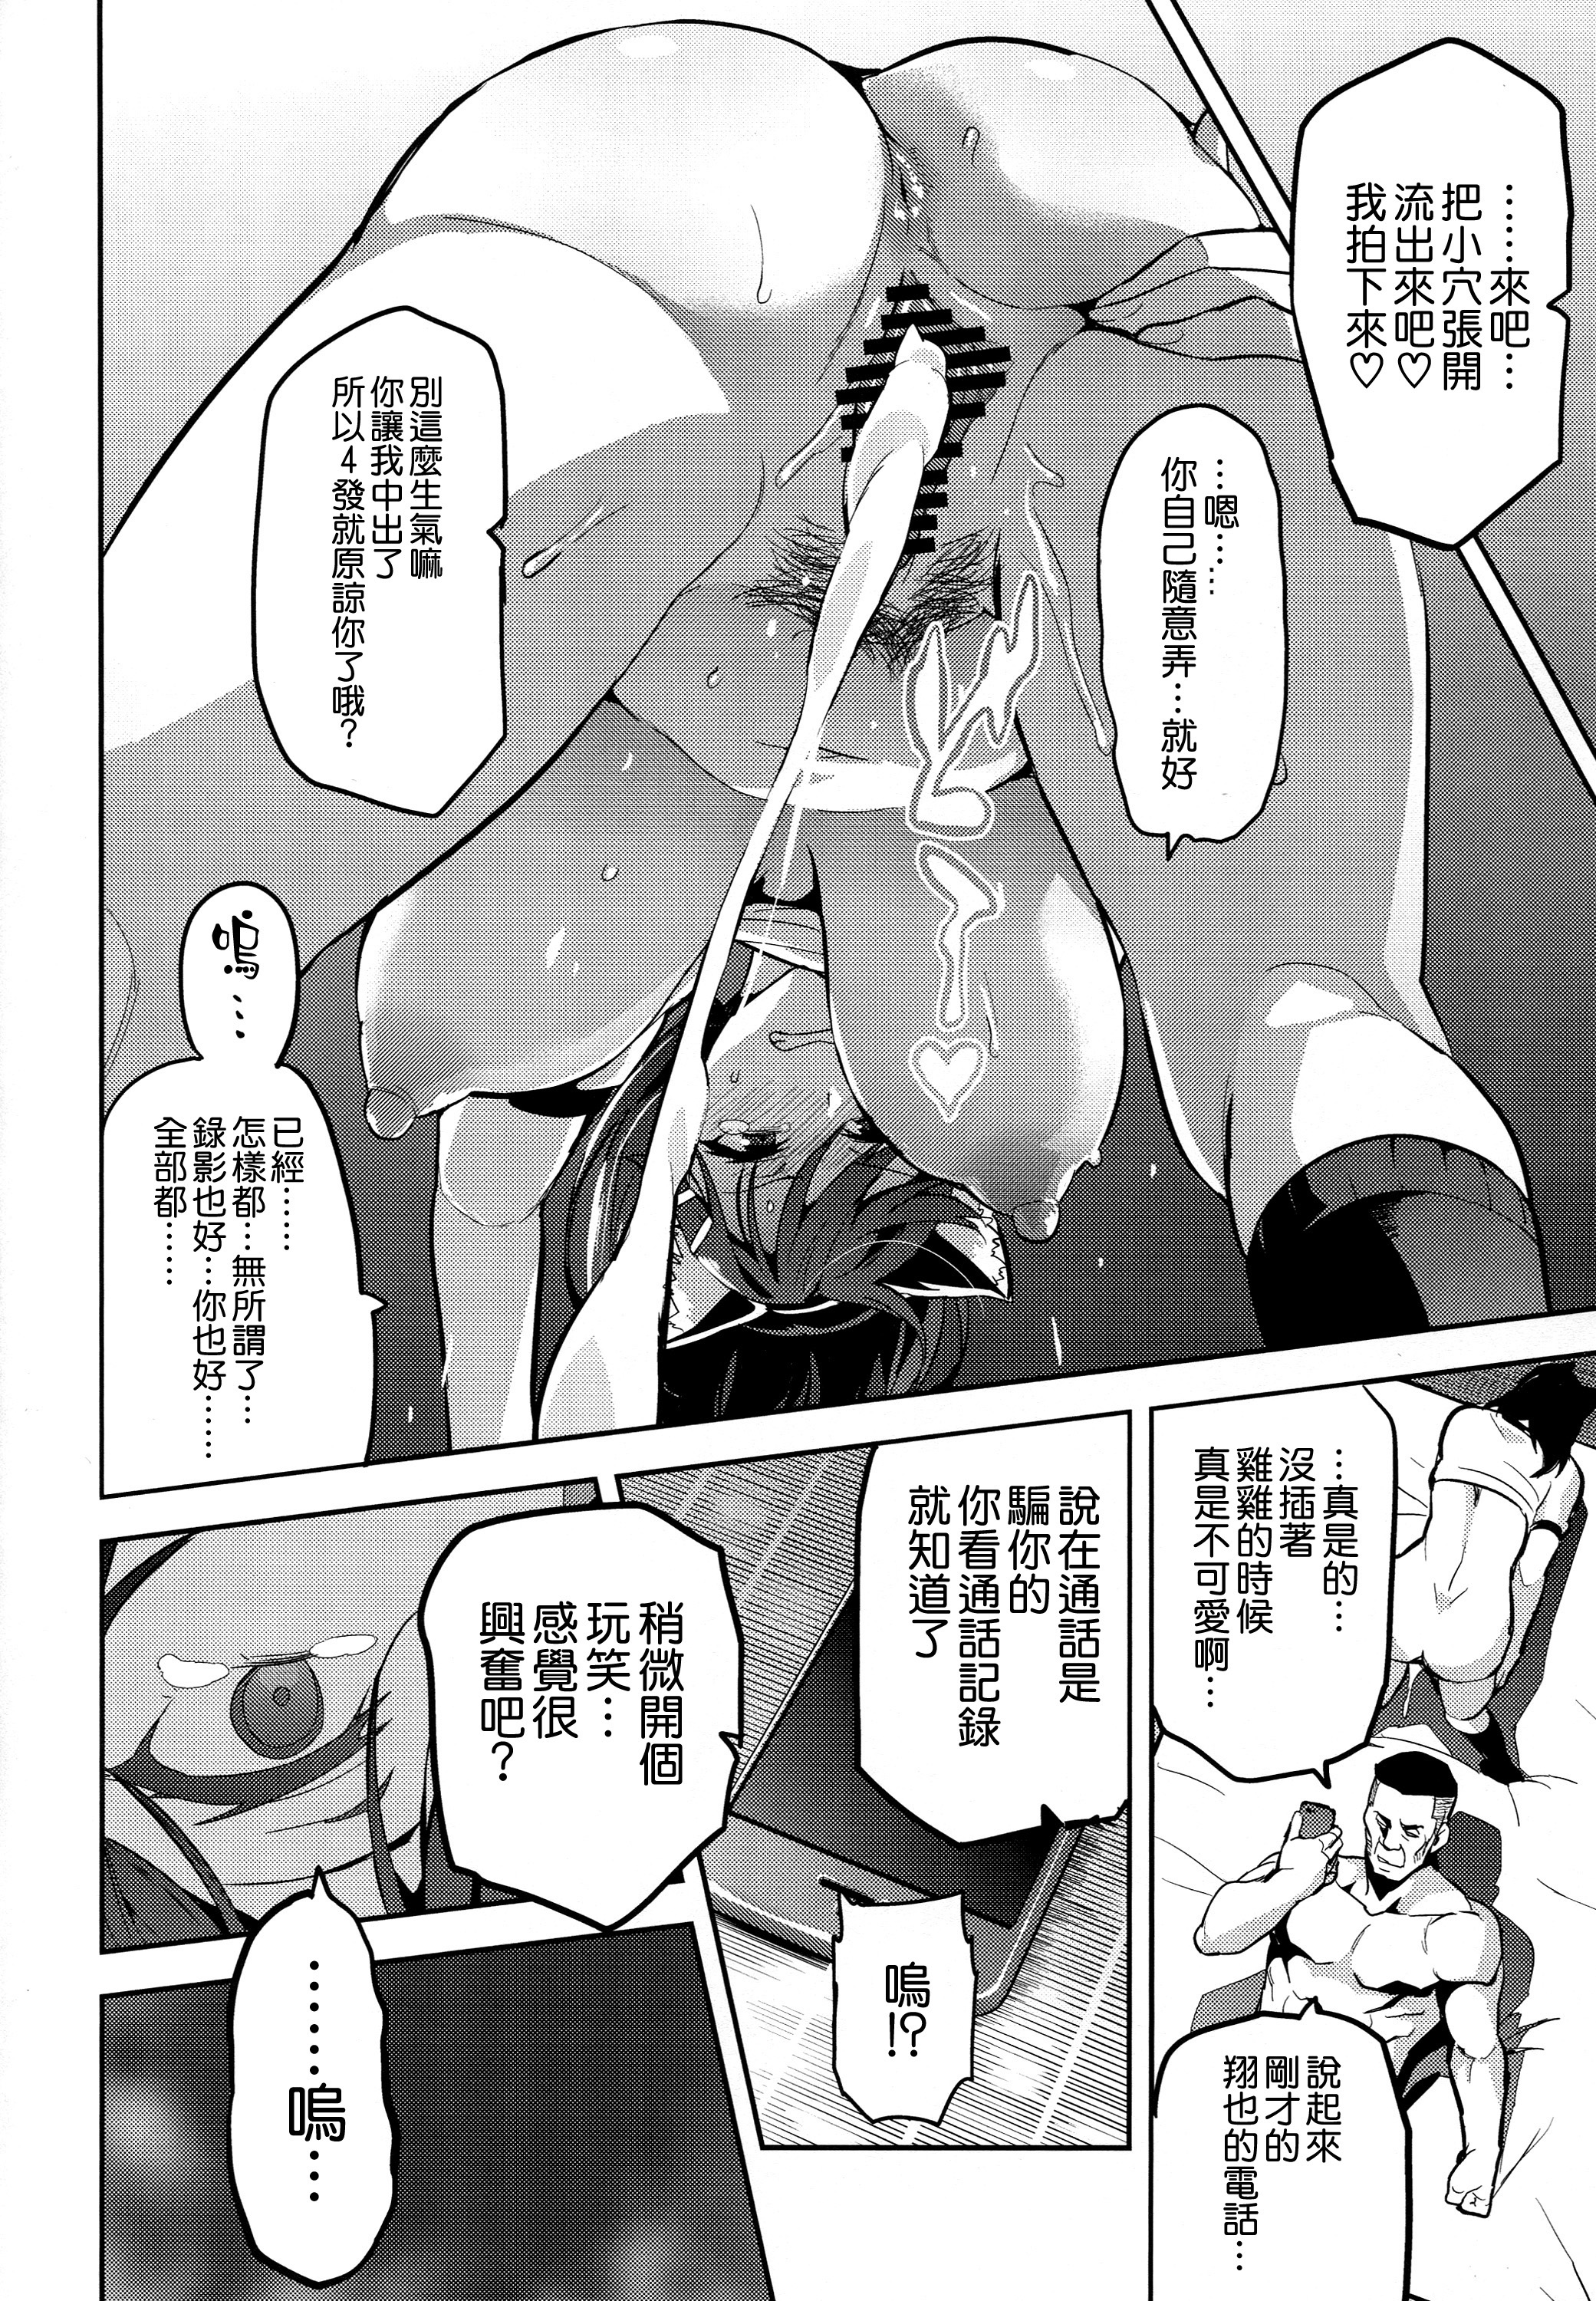 ……來吧…
把小穴張開
流出來吧♡
我拍下來♡
…嗯……
你自己隨意弄…就好
別這麼生氣嘛
你讓我中出了
所以4發就原諒你了哦？
嗚…
已經……
怎樣都…無所謂了…
錄影也好…你也好……
全部都……
…真是的…
沒插著
雞雞的時候
真是不可愛啊…
說起來
剛才的
翔也的電話…
說在通話是
騙你的
你看通話記錄
就知道了
嗚!?
稍微開個
玩笑…
感覺很
興奮吧？
………嗚…